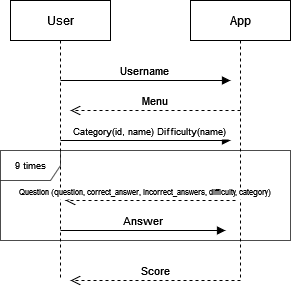 User App
Username
Menu
Category(id, name) Difficulty(name)
9 times
Question (question, correct_answer, incorrect_answers, difficulty, category)
Answer
Score